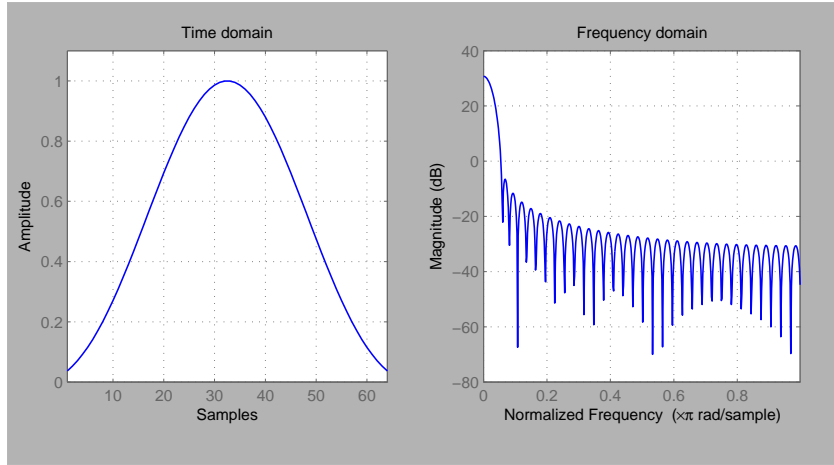 Time domain
Amplitude
1
0.8
0.6
0.4
0.2
0
10 20 30 40 50 60
Samples
Frequency domain
Magnitude (dB)
40
20
0
−20
−40
−60
−80
0 0.2 0.4 0.6 0.8
Normalized Frequency (×π rad/sample)